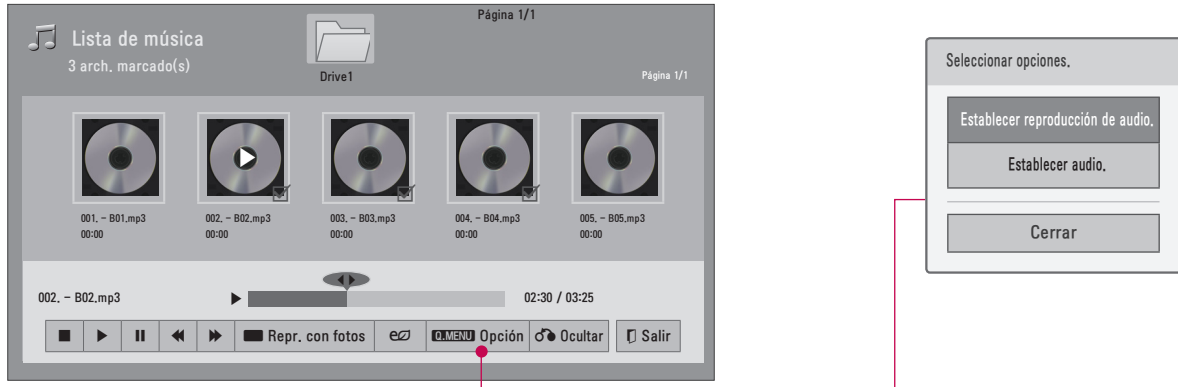 Página 1/1
Lista de música
3 arch. marcado(s)
Drive1
Página 1/1
001. - B01.mp3
00:00
002. - B02.mp3
00:00
003. - B03.mp3
00:00
004. - B04.mp3
00:00
005. - B05.mp3
00:00
002. - B02.mp3
02:30 / 03:25
Repr. con fotos
Q.MENU Opción
Ocultar
Salir
Seleccionar opciones.
Establecer reproducción de audio.
Establecer audio.
Cerrar